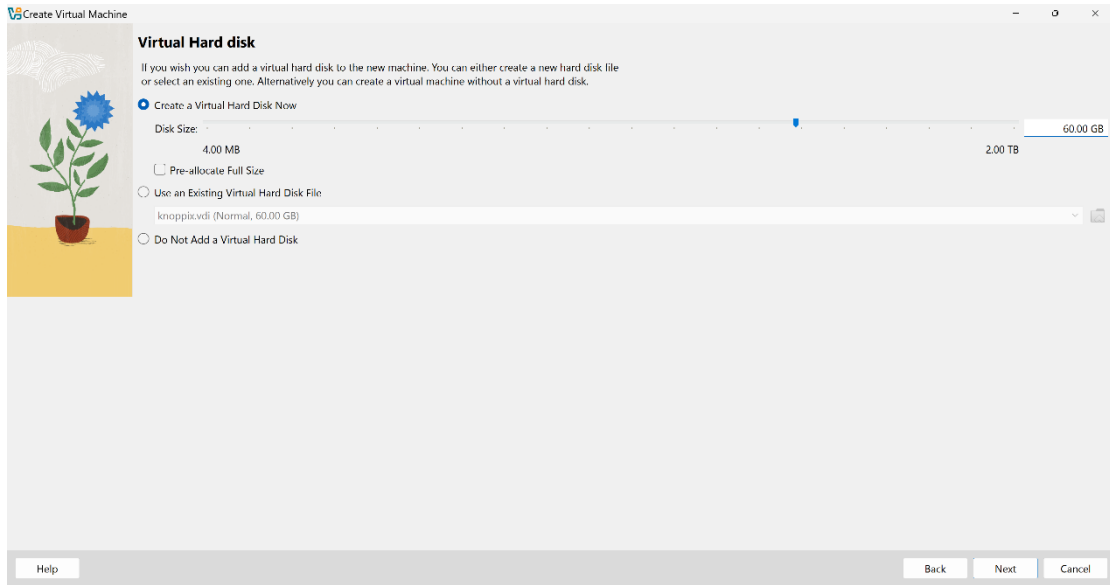 Create Virtual Machine
Virtual Hard disk
If you wish you can add a virtual hard disk to the new machine. You can either create a new hard disk file
or select an existing one. Alternatively you can create a virtual machine without a virtual hard disk.
Create a Virtual Hard Disk Now
Disk Size:
60.00 GB
4.00 MB
2.00 TB
Pre-allocate Full Size
Use an Existing Virtual Hard Disk File
knoppix.vdi (Normal, 60.00 GB)
Do Not Add a Virtual Hard Disk
Help
Back
Next
Cancel